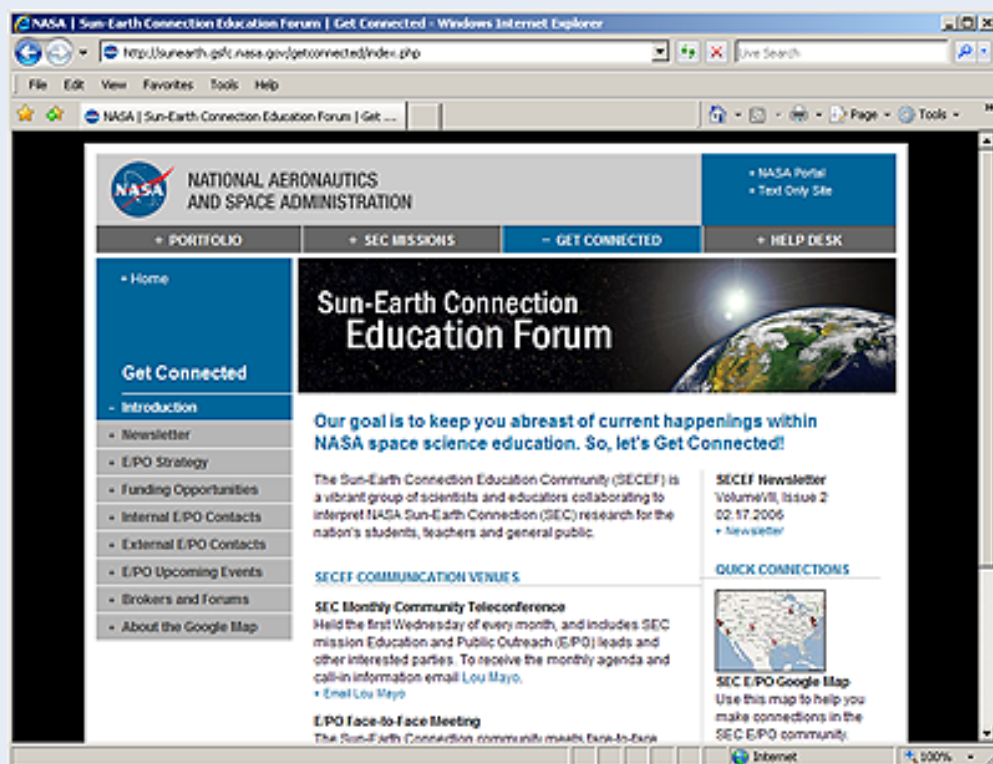 NASA | Sun-Earth Connection Education Forum | Get Connected - Windows Internet Explorer
http://sunearth.gsfc.nasa.gov/getconnected/index.php
Live Search
File Edit View Favorites Tools Help
NASA | Sun-Earth Connection Education Forum | Get ....
Page
Tools
NASA
NATIONAL AERONAUTICS
AND SPACE ADMINISTRATION
+ NASA Portal
+ Text Only Site
+ PORTFOLIO
+ SEC MISSIONS
- GET CONNECTED
+ HELP DESK
+ Home
Get Connected
- Introduction
+ Newsletter
+ E/PO Strategy
+ Funding Opportunities
+ Internal E/PO Contacts
+ External E/PO Contacts
+ E/PO Upcoming Events
+ Brokers and Forums
+ About the Google Map
Sun-Earth Connection
Education Forum
Our goal is to keep you abreast of current happenings within
NASA space science education. So, let's Get Connected!
The Sun-Earth Connection Education Community (SECEF) is
a vibrant group of scientists and educators collaborating to
interpret NASA Sun-Earth Connection (SEC) research for the
nation's students, teachers and general public.
SECEF COMMUNICATION VENUES
SEC Monthly Community Teleconference
Held the first Wednesday of every month, and includes SEC
mission Education and Public Outreach (E/PO) leads and
other interested parties. To receive the monthly agenda and
call-in information email Lou Mayo.
+ Email Lou Mayo
E/PO Face-to-Face Meeting
The Sun-Earth Connection community meets face-to-face
SECEF Newsletter
VolumeVII, Issue 2
02.17.2006
+ Newsletter
QUICK CONNECTIONS
SEC E/PO Google Map
Use this map to help you
make connections in the
SEC E/PO community.
Internet
100%